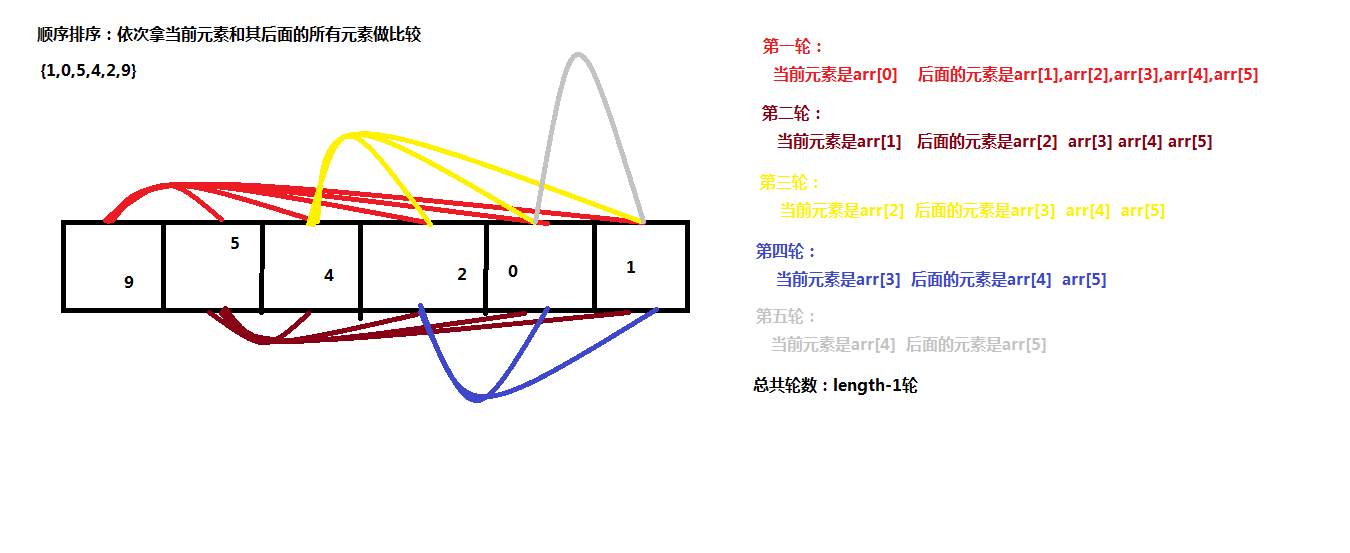 顺序排序：依次拿当前元素和其后面的所有元素做比较
{1,0,5,4,2,9}
9
5
4
2
0
1
第一轮：
当前元素是arr[0] 后面的元素是arr[1],arr[2],arr[3],arr[4],arr[5]
第二轮：
当前元素是arr[1] 后面的元素是arr[2] arr[3] arr[4] arr[5]
第三轮：
当前元素是arr[2] 后面的元素是arr[3] arr[4] arr[5]
第四轮：
当前元素是arr[3] 后面的元素是arr[4] arr[5]
第五轮：
当前元素是arr[4] 后面的元素是arr[5]
总共轮数：length-1轮